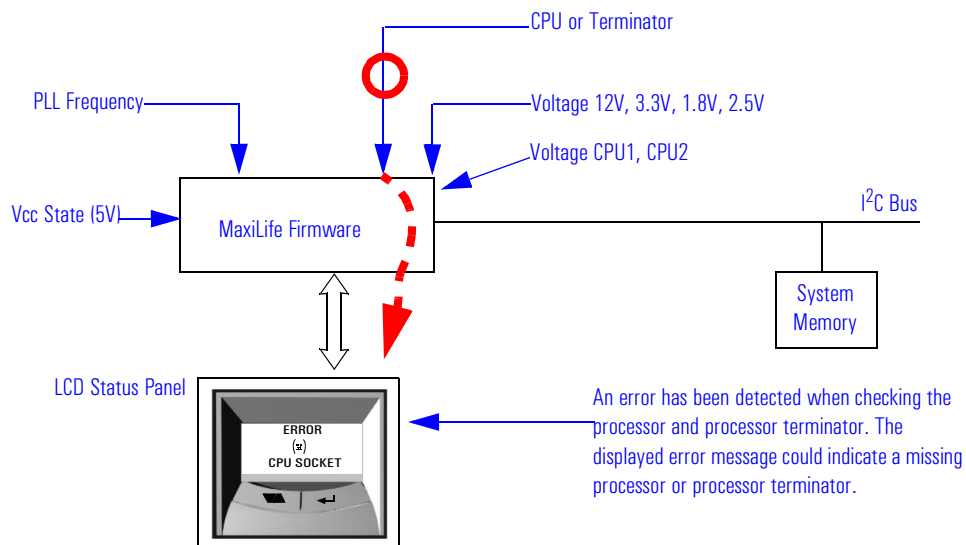 CPU or Terminator
PLL Frequency
Voltage 12V, 3.3V, 1.8V, 2.5V
Voltage CPU1, CPU2
Vcc State (5V)
MaxiLife Firmware
I²C Bus
System
Memory
LCD Status Panel
An error has been detected when checking the
processor and processor terminator. The
displayed error message could indicate a missing
processor or processor terminator.
ERROR
CPU SOCKET